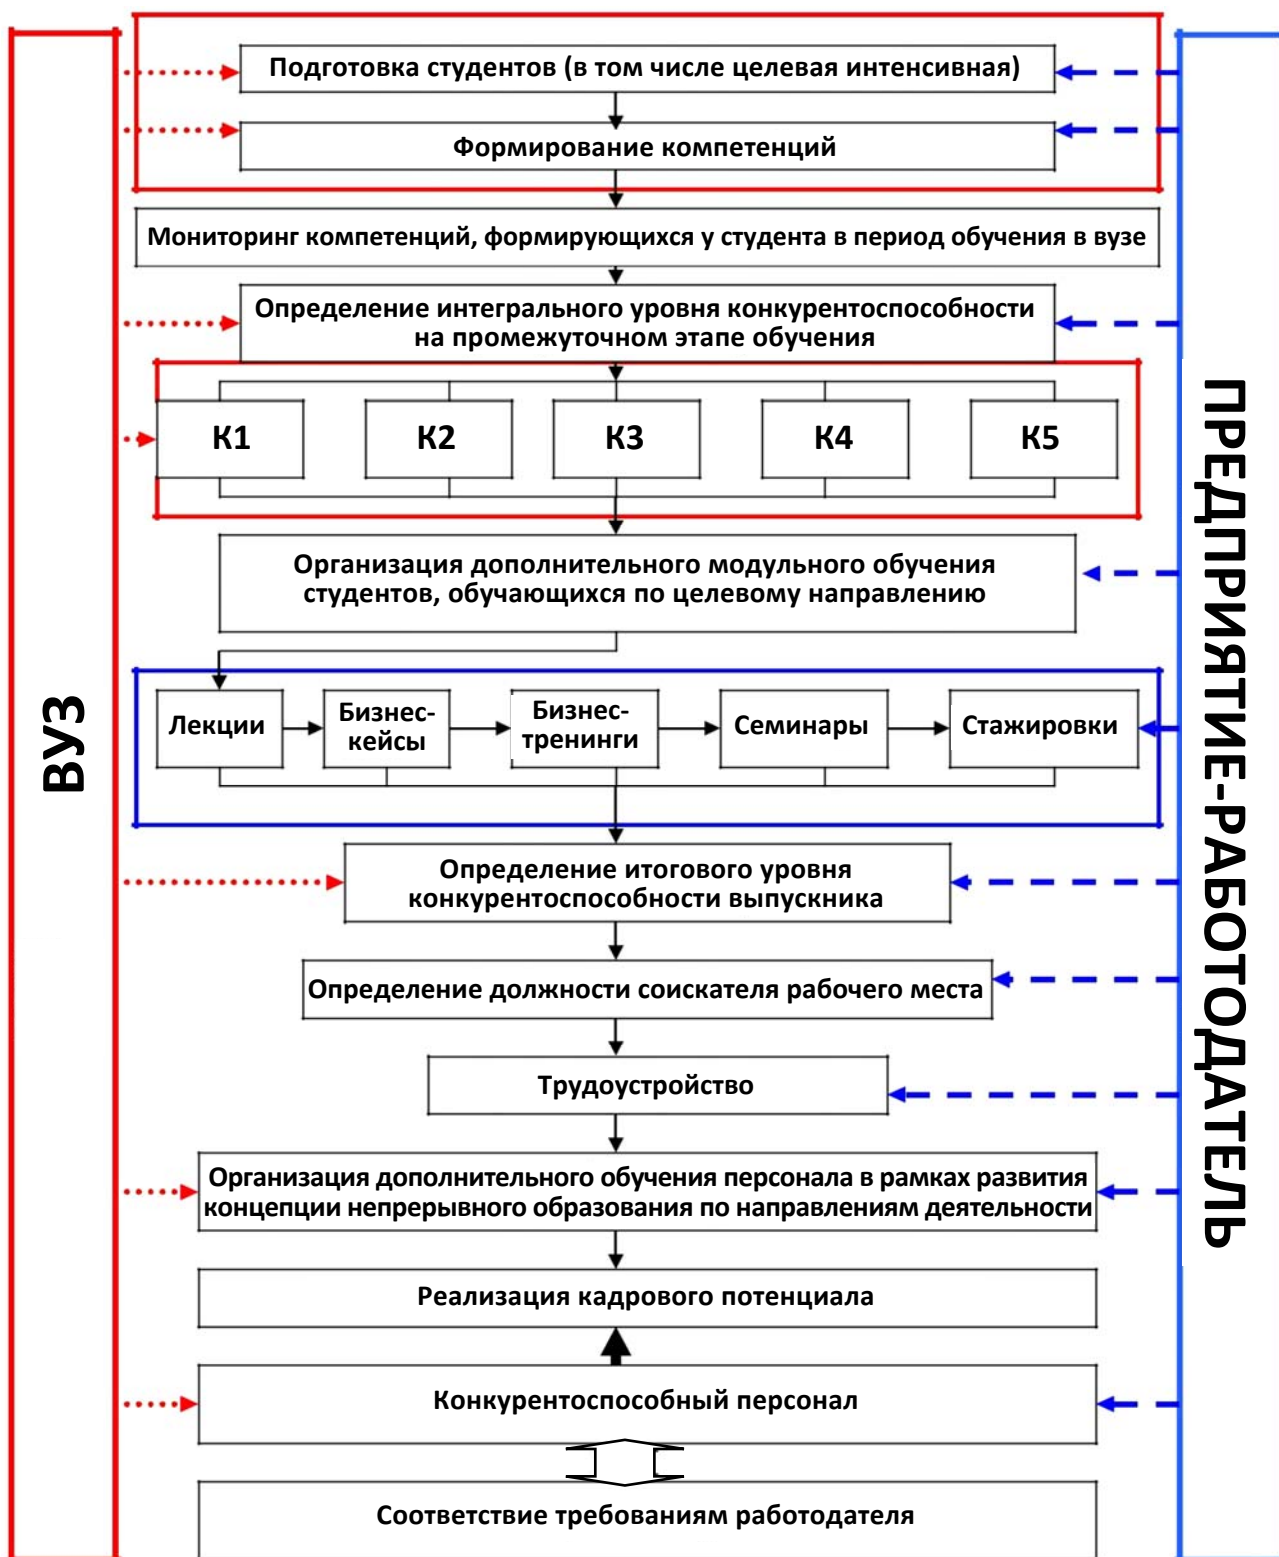 ВУЗ
Подготовка студентов (в том числе целевая интенсивная)
Формирование компетенций
Мониторинг компетенций, формирующихся у студента в период обучения в вузе
Определение интегрального уровня конкурентоспособности
на промежуточном этапе обучения
К1
К2
К3
К4
К5
Организация дополнительного модульного обучения
студентов, обучающихся по целевому направлению
Лекции
Бизнес-
кейсы
Бизнес-
тренинги
Семинары
Стажировки
Определение итогового уровня
конкурентоспособности выпускника
Определение должности соискателя рабочего места
Трудоустройство
Организация дополнительного обучения персонала в рамках развития
концепции непрерывного образования по направлениям деятельности
Реализация кадрового потенциала
Конкурентоспособный персонал
Соответствие требованиям работодателя
ПРЕДПРИЯТИЕ-РАБОТОДАТЕЛЬ